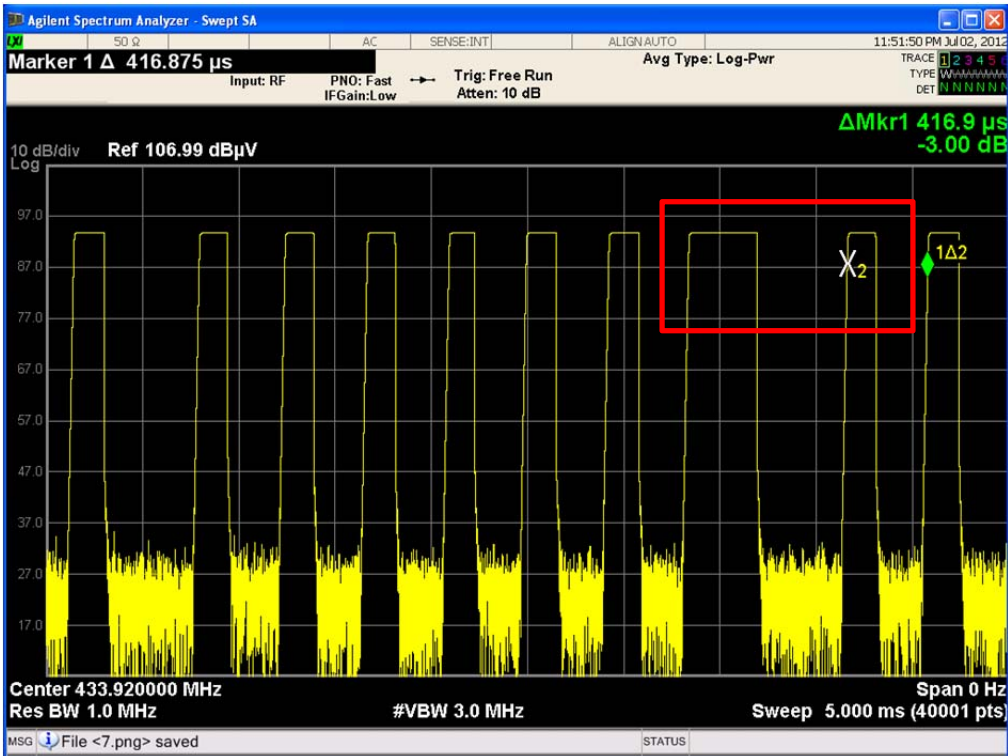 Agilent Spectrum Analyzer - Swept SA
LXI 50 Ω AC SENSE:INT ALIGN AUTO 11:51:50 PM Jul 02, 2012
Marker 1 Δ 416.875 µs
Input: RF
PNO: Fast
IFGain:Low
Trig: Free Run
Atten: 10 dB
Avg Type: Log-Pwr
TRACE 1 2 3 4 5 6
TYPE
DET N N N N N N
ΔMkr1 416.9 µs
-3.00 dB
10 dB/div Ref 106.99 dBµV
Log
97.0
87.0
77.0
67.0
57.0
47.0
37.0
27.0
17.0
X2
1Δ2
Center 433.920000 MHz Span 0 Hz
Res BW 1.0 MHz #VBW 3.0 MHz Sweep 5.000 ms (40001 pts)
MSG File <7.png> saved STATUS